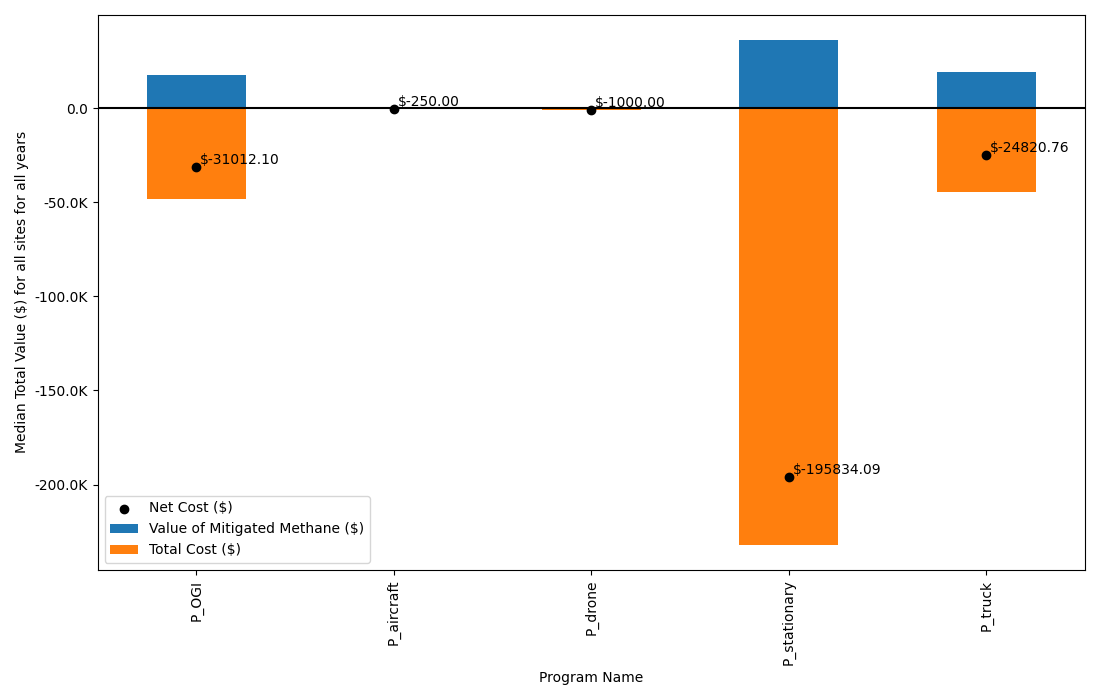 Median Total Value ($) for all sites for all years
0.0
-50.0K
-100.0K
-150.0K
-200.0K
$-31012.10
$-250.00
$-1000.00
$-195834.09
$-24820.76
Net Cost ($)
Value of Mitigated Methane ($)
Total Cost ($)
P_OGI
P_aircraft
P_drone
P_stationary
P_truck
Program Name